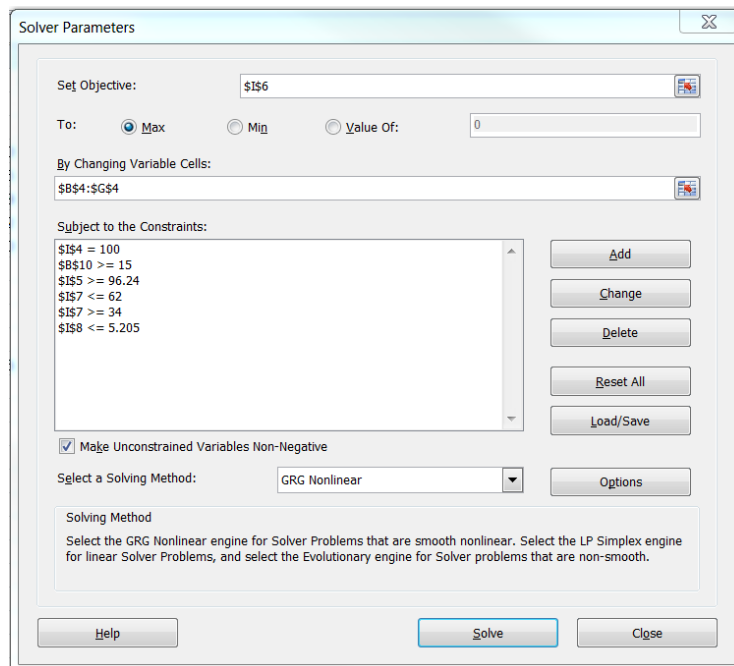 Solver Parameters
Set Objective:
$I$6
To:
Max
Min
Value Of:
0
By Changing Variable Cells:
$B$4:$G$4
Subject to the Constraints:
$I$4 = 100
$B$10 >= 15
$I$5 >= 96.24
$I$7 <= 62
$I$7 >= 34
$I$8 <= 5.205
Add
Change
Delete
Reset All
Load/Save
Make Unconstrained Variables Non-Negative
Select a Solving Method:
GRG Nonlinear
Options
Solving Method
Select the GRG Nonlinear engine for Solver Problems that are smooth nonlinear. Select the LP Simplex engine
for linear Solver Problems, and select the Evolutionary engine for Solver problems that are non-smooth.
Help
Solve
Close